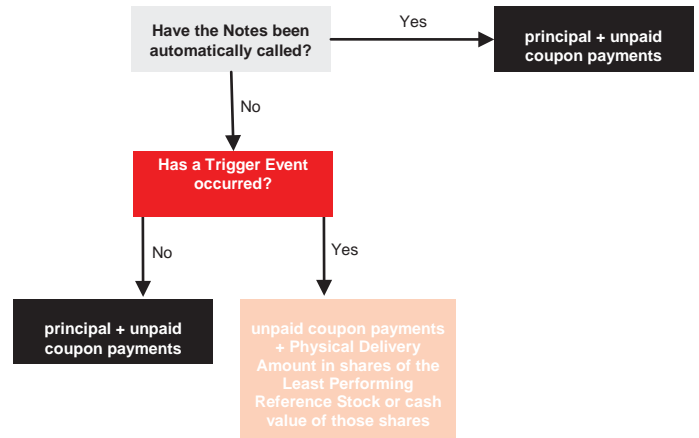 Have the Notes been
automatically called?
Yes
principal + unpaid
coupon payments
No
Has a Trigger Event
occurred?
No
Yes
principal + unpaid
coupon payments
unpaid coupon payments
+ Physical Delivery
Amount in shares of the
Least Performing
Reference Stock or cash
value of those shares